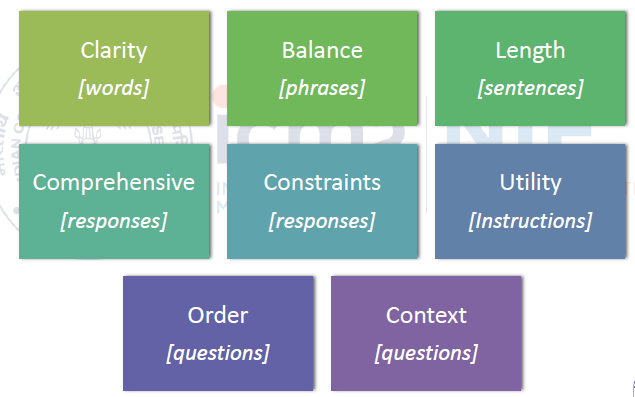 Clarity
[words]
Balance
[phrases]
Length
[sentences]
Comprehensive
[responses]
Constraints
[responses]
Utility
[Instructions]
Order
[questions]
Context
[questions]